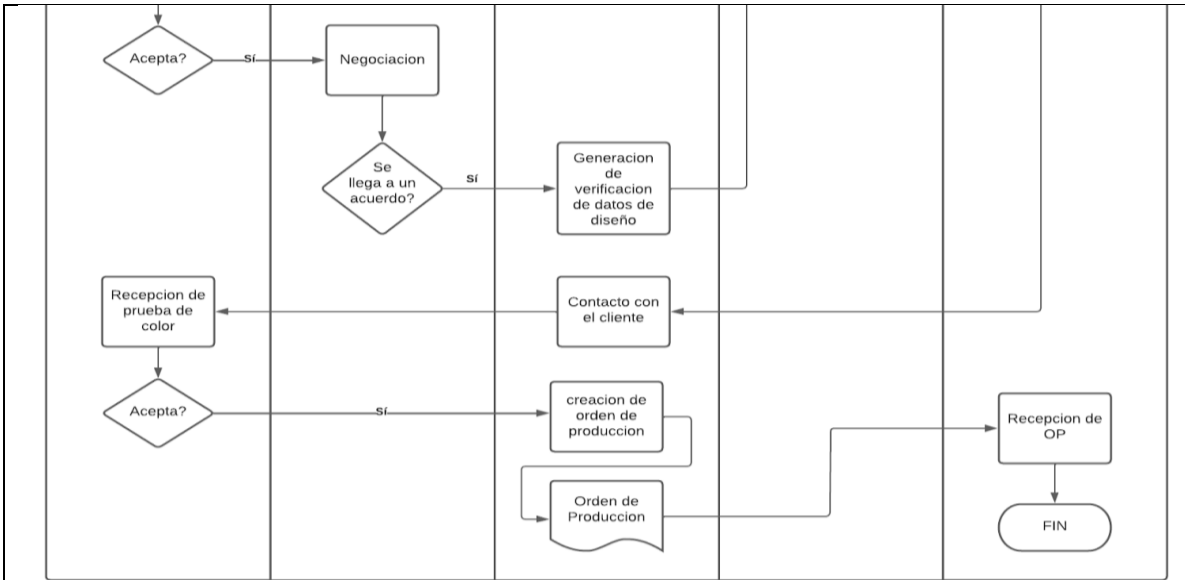 Acepta?
Sí
Negociacion
Se
llega a un
acuerdo?
Sí
Generacion
de
verificacion
de datos de
diseño
Recepcion de
prueba de
color
Contacto con
el cliente
Acepta?
Sí
creacion de
orden de
produccion
Recepcion de
OP
Orden de
Produccion
FIN